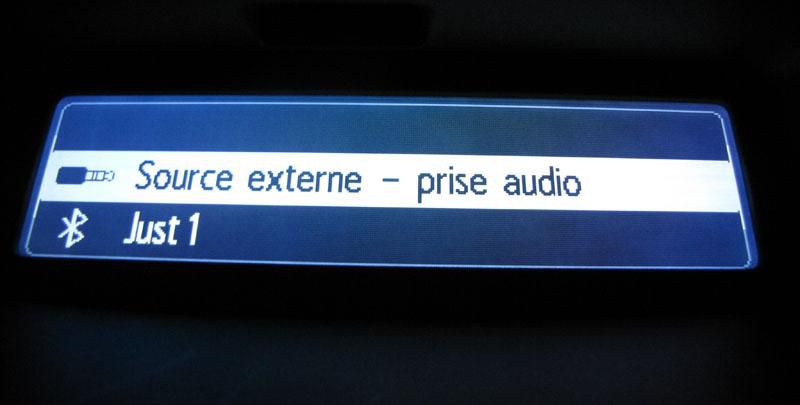 Source externe - prise audio
Just 1